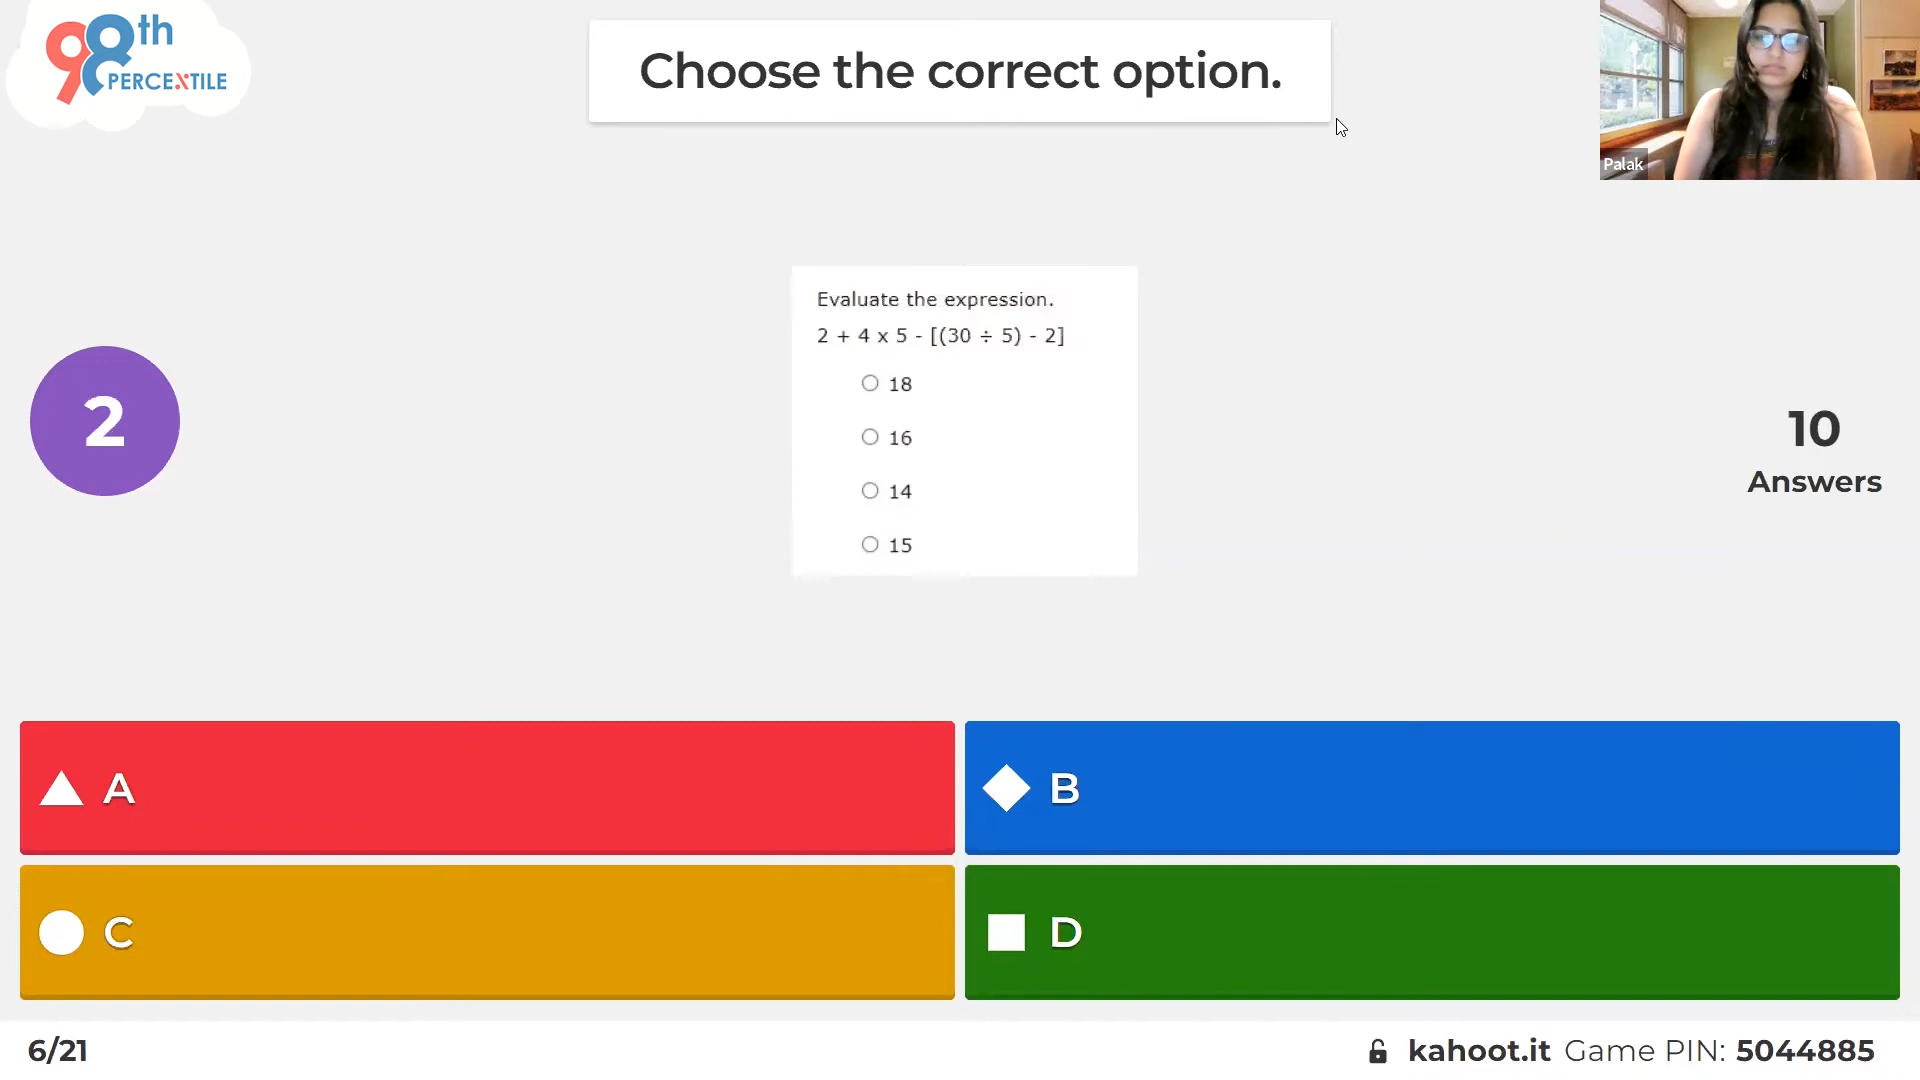 98th
PERCEXTILE
Choose the correct option.
Palak
Evaluate the expression.
2 + 4 x 5 - [(30 ÷ 5) - 2]
18
16
14
15
2
10
Answers
A
B
C
D
6/21
kahoot.it Game PIN: 5044885